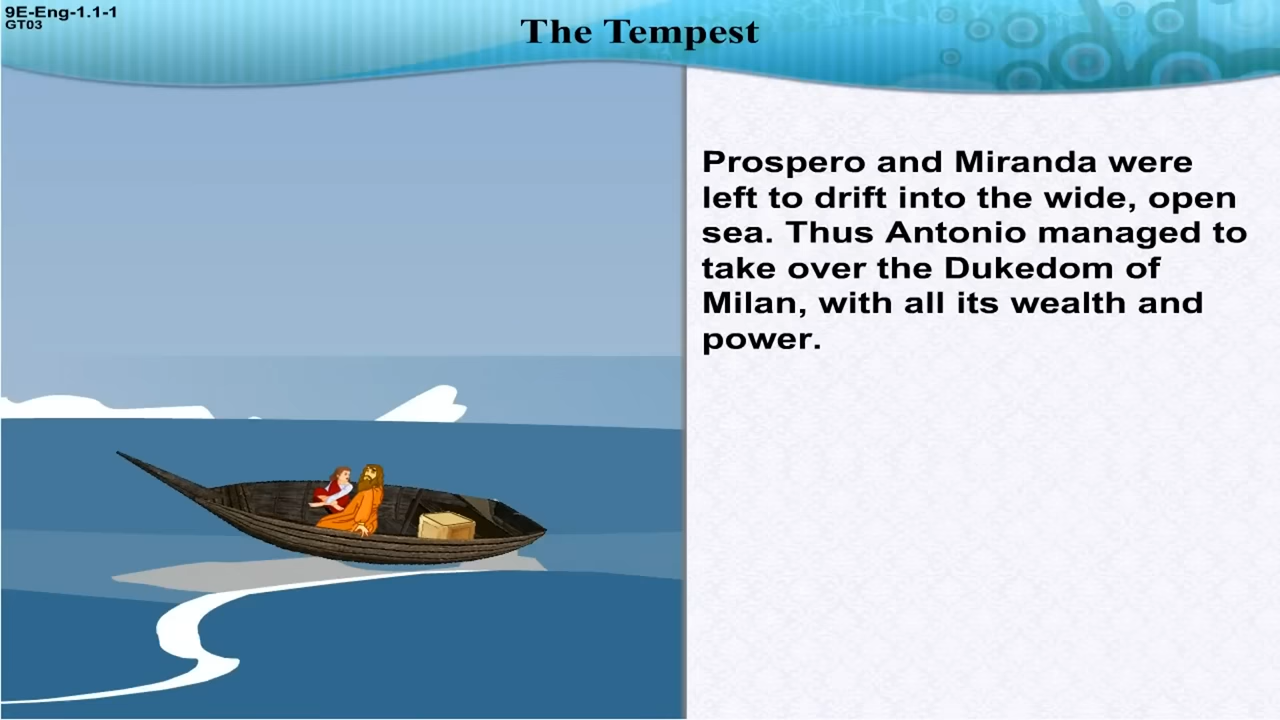 9E-Eng-1.1-1
GT03
The Tempest
Prospero and Miranda were
left to drift into the wide, open
sea. Thus Antonio managed to
take over the Dukedom of
Milan, with all its wealth and
power.